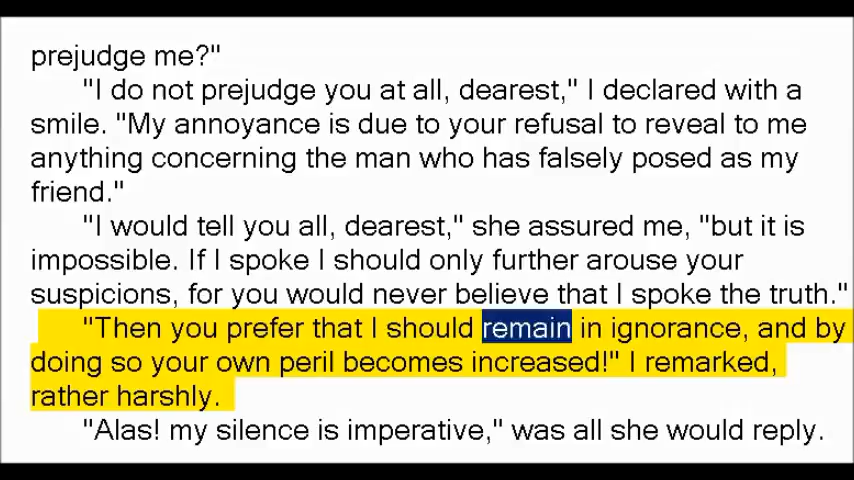 prejudge me?"
"I do not prejudge you at all, dearest," I declared with a
smile. "My annoyance is due to your refusal to reveal to me
anything concerning the man who has falsely posed as my
friend."
"I would tell you all, dearest," she assured me, "but it is
impossible. If I spoke I should only further arouse your
suspicions, for you would never believe that I spoke the truth."
"Then you prefer that I should remain in ignorance, and by
doing so your own peril becomes increased!" I remarked,
rather harshly.
"Alas! my silence is imperative," was all she would reply.